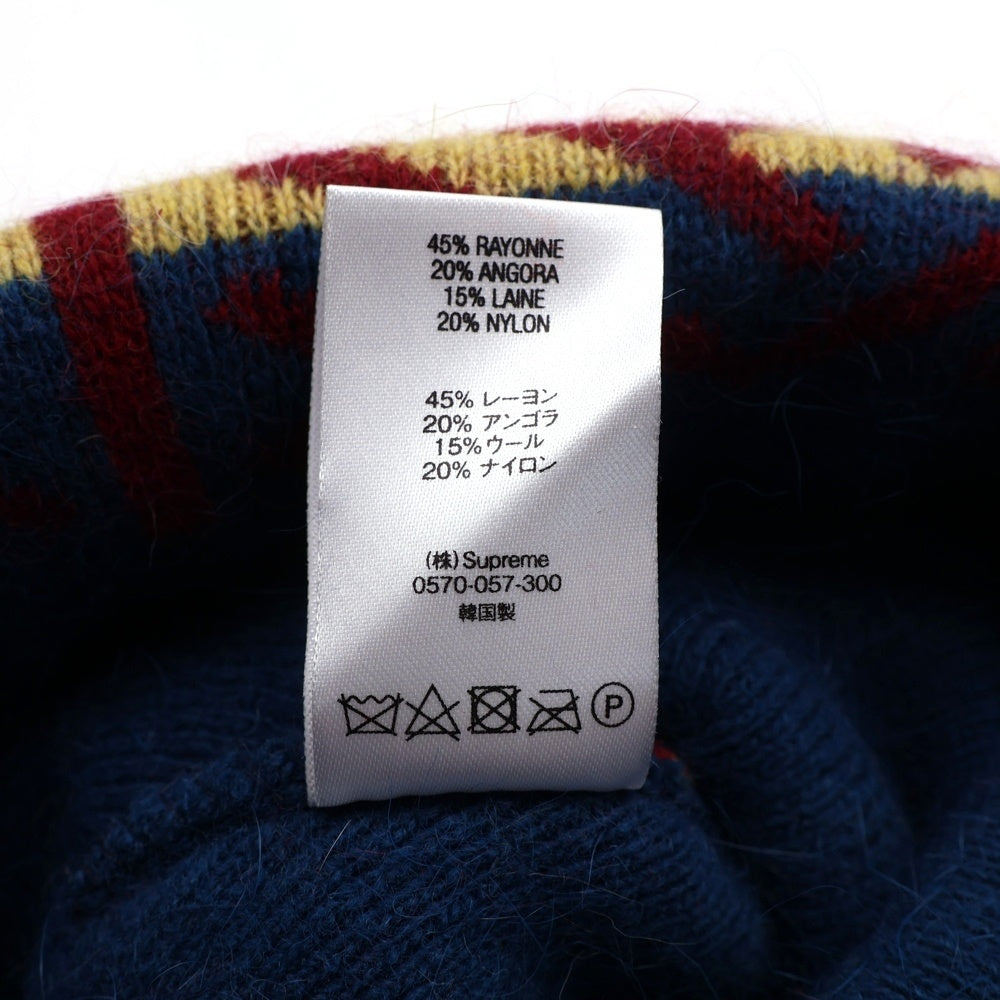 45% RAYONNE
20% ANGORA
15% LAINE
20% NYLON
45% レーヨン
20% アンゴラ
15%ウール
20% ナイロン
(株) Supreme
0570-057-300
韓国製
P